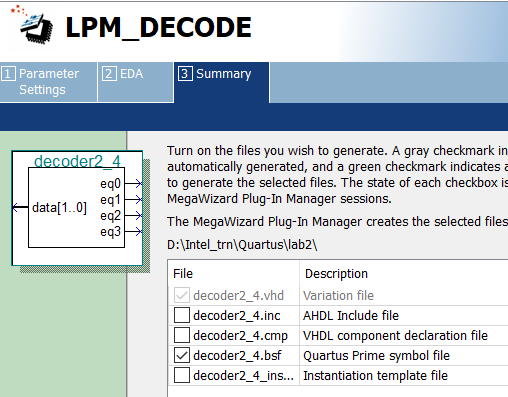 LPM_DECODE
1 Parameter Settings
2 EDA
3 Summary
decoder2_4
data[1..0]
eq0
eq1
eq2
eq3
Turn on the files you wish to generate. A gray checkmark in
automatically generated, and a green checkmark indicates a
to generate the selected files. The state of each checkbox is
MegaWizard Plug-In Manager sessions.
The MegaWizard Plug-In Manager creates the selected files
D:\Intel_trn\Quartus\lab2\
File Description
decoder2_4.vhd Variation file
decoder2_4.inc AHDL Include file
decoder2_4.cmp VHDL component declaration file
decoder2_4.bsf Quartus Prime symbol file
decoder2_4_ins... Instantiation template file